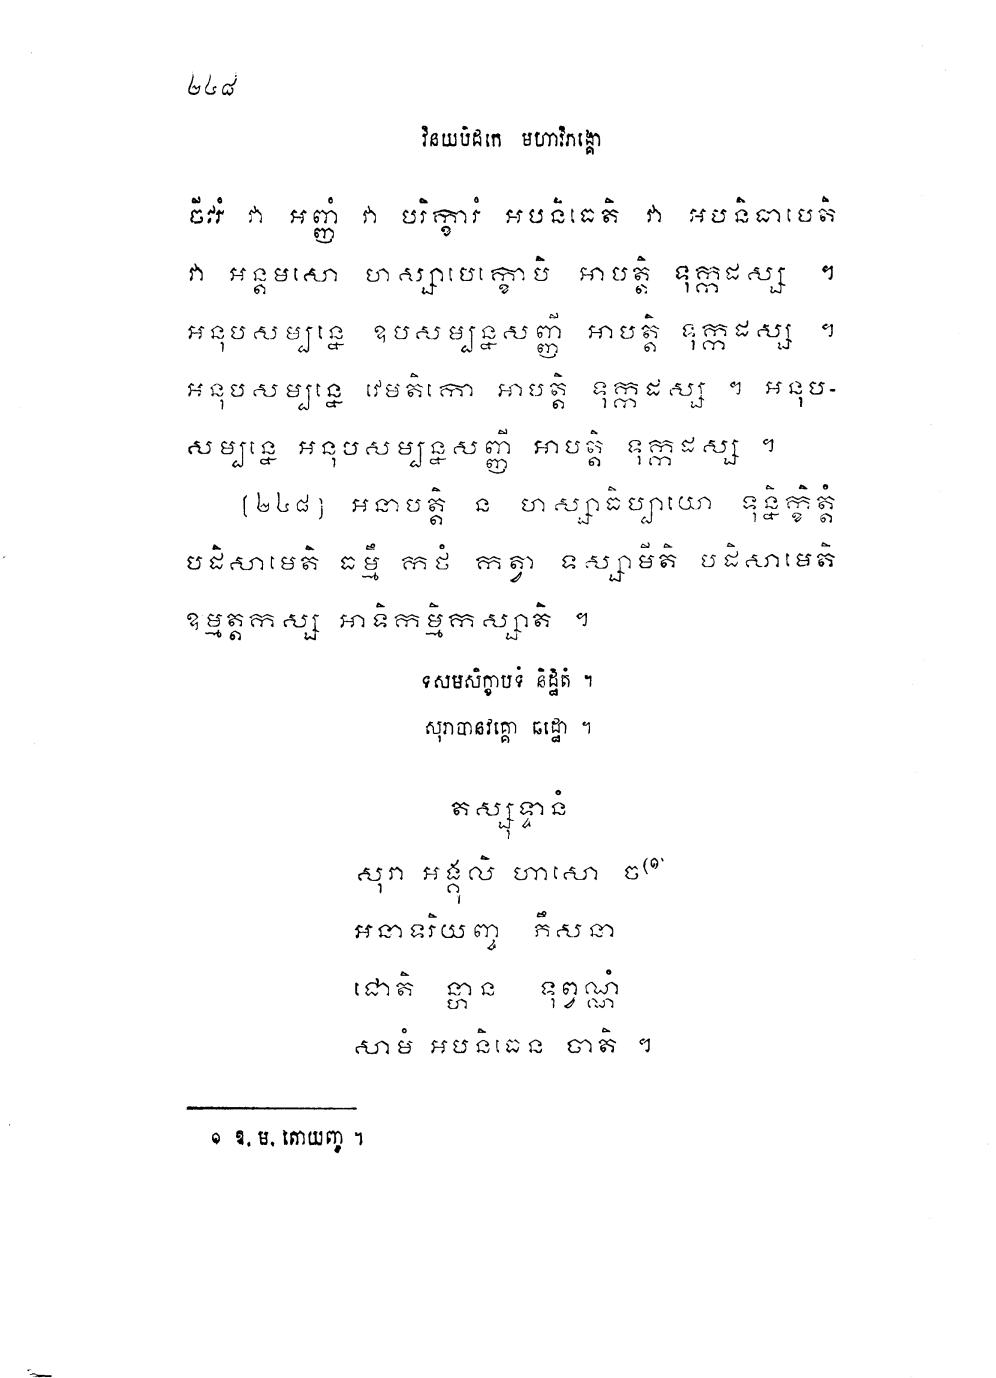 ២៤៨
វិនយបិដកេ មហាវិភង្គោ
ចីវរំ វា អញ្ញំ វា បរិក្ខារំ អបនិធេតិ វា អបនិធាបេតិ
វា អន្តមសោ ហស្សាបេក្ខោបិ អាបត្តិ ទុក្កដស្ស ។
អនុបសម្បន្នេ ឧបសម្បន្នសញ្ញី អាបត្តិ ទុក្កដស្ស ។
អនុបសម្បន្នេ វេមតិកោ អាបត្តិ ទុក្កដស្ស ។ អនុប-
សម្បន្នេ អនុបសម្បន្នសញ្ញី អាបត្តិ ទុក្កដស្ស ។
[២៤៨] អនាបត្តិ ន ហស្សាធិប្បាយោ ទុន្និក្ខិត្តំ
បដិសាមេតិ ធម្មឹ កថំ កត្វា ទស្សាមីតិ បដិសាមេតិ
ឧម្មត្តកស្ស អាទិកម្មិកស្សាតិ ។
ទសមសិក្ខាបទំ និដ្ឋិតំ ។
សុរាបានវគ្គោ ឆដ្ឋោ ។
តស្សុទ្ទានំ
សុរា អង្គុលិ ហាសោ ច(១)
អនាទរិយញ្ច ភឹសនា
ជោតិ ន្ហាន ទុព្វណ្ណំ
សាមំ អបនិធេន ចាតិ ។
១ ឱ. ម. តោយញ្ច ។